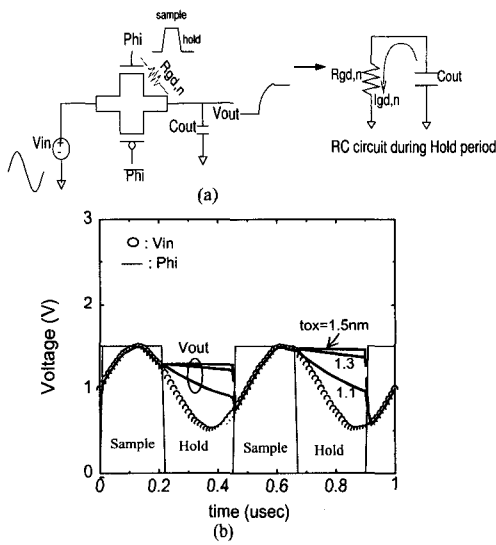 sample
hold
Phi
Rgd,n
Vin
Phi
Cout
Vout
Rgd,n
Igd,n
Cout
RC circuit during Hold period
(a)
3
2
1
0
Voltage (V)
O : Vin
— : Phi
tox=1.5nm
1.3
1.1
Vout
Sample
Hold
Sample
Hold
0
0.2
0.4
0.6
0.8
1
time (usec)
(b)